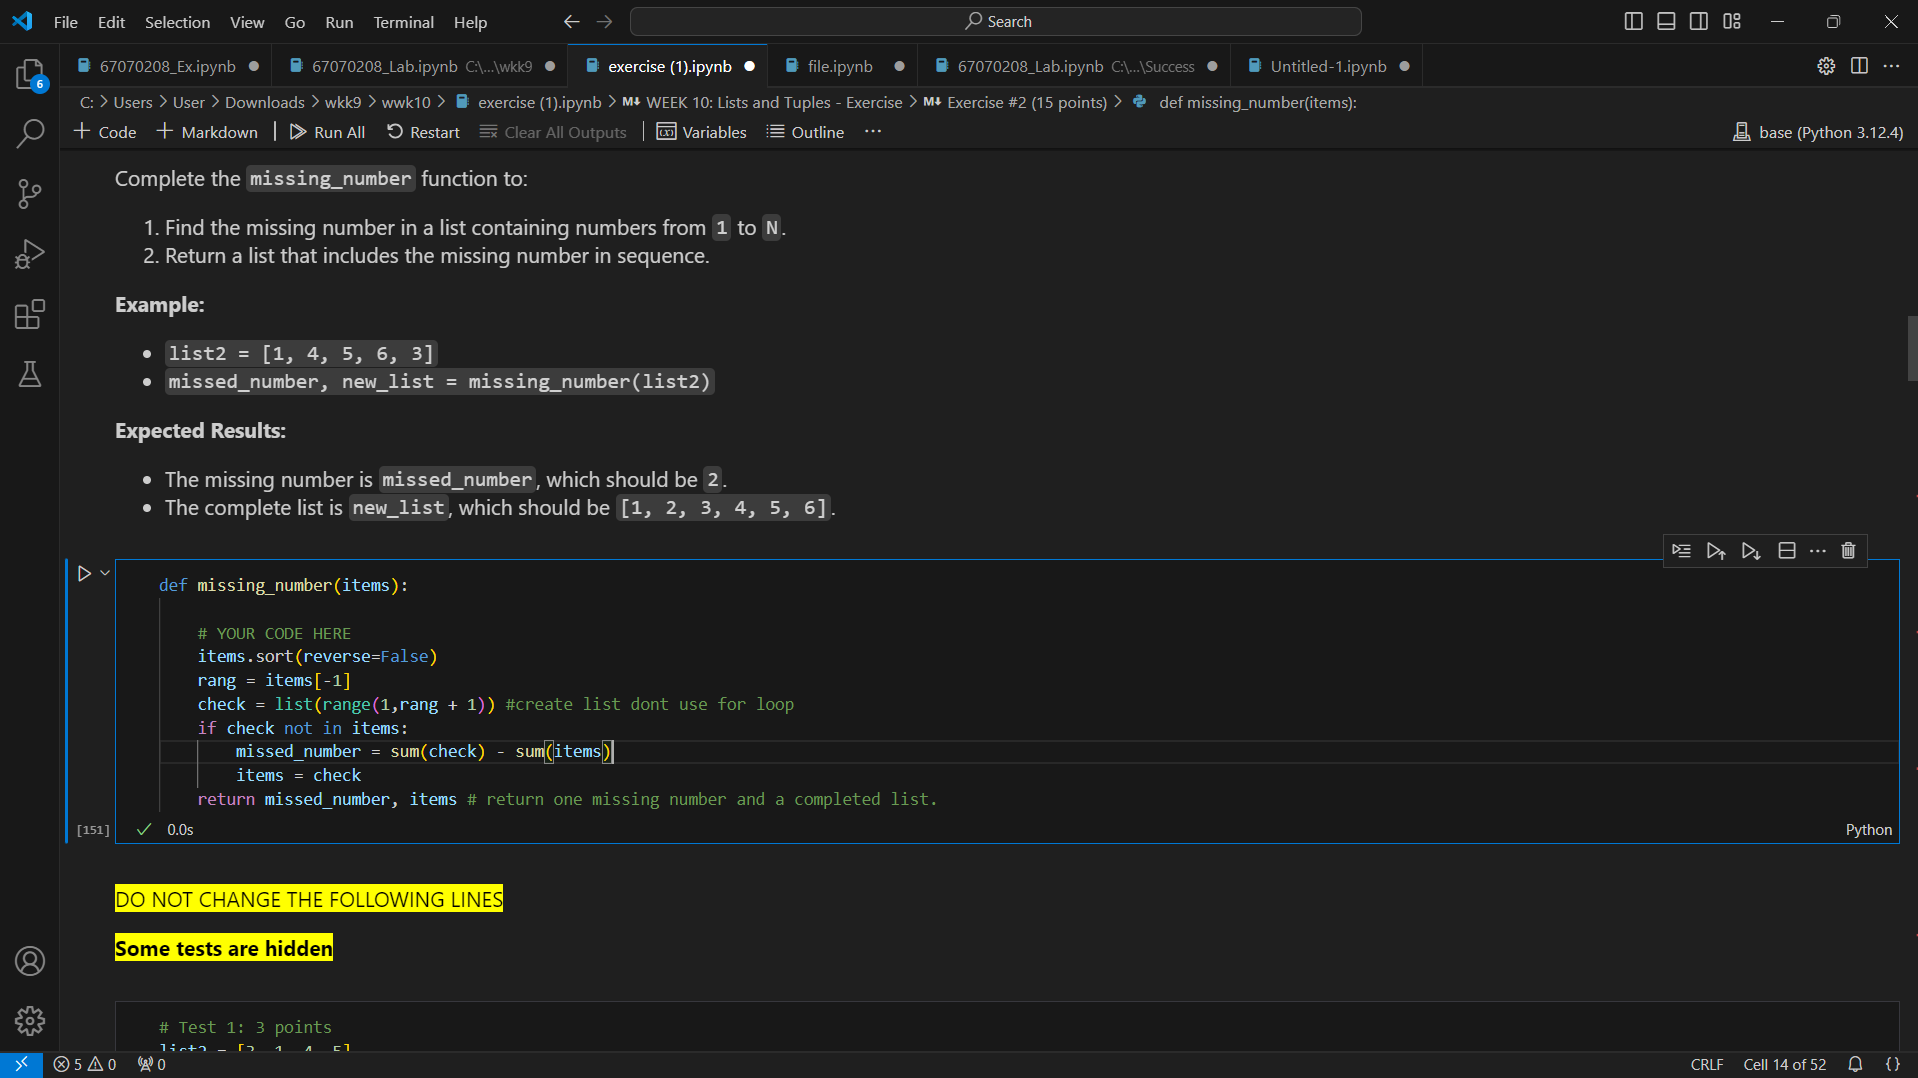 File Edit Selection View Go Run Terminal Help Search
67070208_Ex.ipynb 67070208_Lab.ipynb C:\...\wkk9 exercise (1).ipynb file.ipynb 67070208_Lab.ipynb C:\...\Success Untitled-1.ipynb
6
C: > Users > User > Downloads > wkk9 > wwk10 > exercise (1).ipynb > M↓ WEEK 10: Lists and Tuples - Exercise > M↓ Exercise #2 (15 points) > def missing_number(items):
+ Code + Markdown Run All Restart Clear All Outputs Variables Outline ... base (Python 3.12.4)
Complete the missing_number function to:
1. Find the missing number in a list containing numbers from 1 to N.
2. Return a list that includes the missing number in sequence.
Example:
• list2 = [1, 4, 5, 6, 3]
• missed_number, new_list = missing_number(list2)
Expected Results:
• The missing number is missed_number, which should be 2.
• The complete list is new_list, which should be [1, 2, 3, 4, 5, 6].
def missing_number(items):
# YOUR CODE HERE
items.sort(reverse=False)
rang = items[-1]
check = list(range(1,rang + 1)) #create list dont use for loop
if check not in items:
missed_number = sum(check) - sum(items)
items = check
return missed_number, items # return one missing number and a completed list.
[151] ✓ 0.0s Python
DO NOT CHANGE THE FOLLOWING LINES
Some tests are hidden
# Test 1: 3 points
list2 = [3, 1, 4, 5]
5 0 0 CRLF Cell 14 of 52 {}